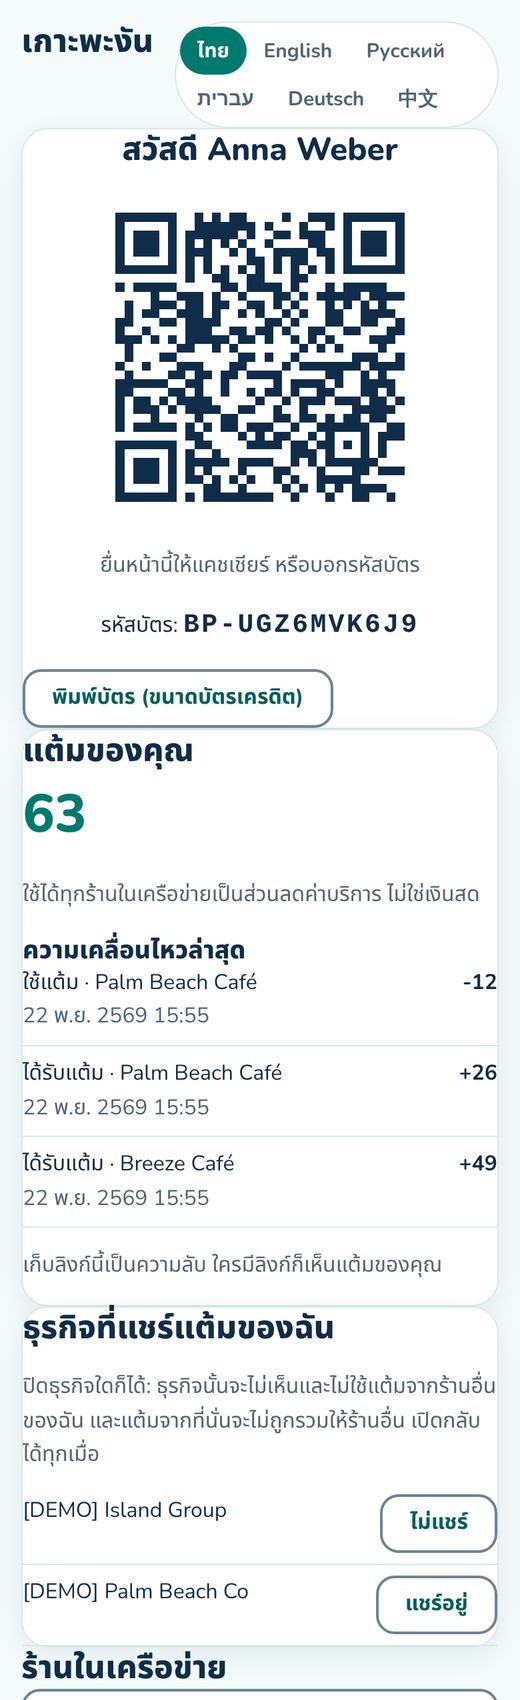 เกาะพะงัน
ไทย English Русский
עברית Deutsch 中文
สวัสดี Anna Weber
ยื่นหน้านี้ให้แคชเชียร์ หรือบอกรหัสบัตร
รหัสบัตร: BP-UGZ6MVK6J9
พิมพ์บัตร (ขนาดบัตรเครดิต)
แต้มของคุณ
63
ใช้ได้ทุกร้านในเครือข่ายเป็นส่วนลดค่าบริการ ไม่ใช่เงินสด
ความเคลื่อนไหวล่าสุด
ใช้แต้ม · Palm Beach Café -12
22 พ.ย. 2569 15:55
ได้รับแต้ม · Palm Beach Café +26
22 พ.ย. 2569 15:55
ได้รับแต้ม · Breeze Café +49
22 พ.ย. 2569 15:55
เก็บลิงก์นี้เป็นความลับ ใครมีลิงก์ก็เห็นแต้มของคุณ
ธุรกิจที่แชร์แต้มของฉัน
ปิดธุรกิจใดก็ได้: ธุรกิจนั้นจะไม่เห็นและไม่ใช้แต้มจากร้านอื่น
ของฉัน และแต้มจากที่นั่นจะไม่ถูกรวมให้ร้านอื่น เปิดกลับ
ได้ทุกเมื่อ
[DEMO] Island Group ไม่แชร์
[DEMO] Palm Beach Co แชร์อยู่
ร้านในเครือข่าย